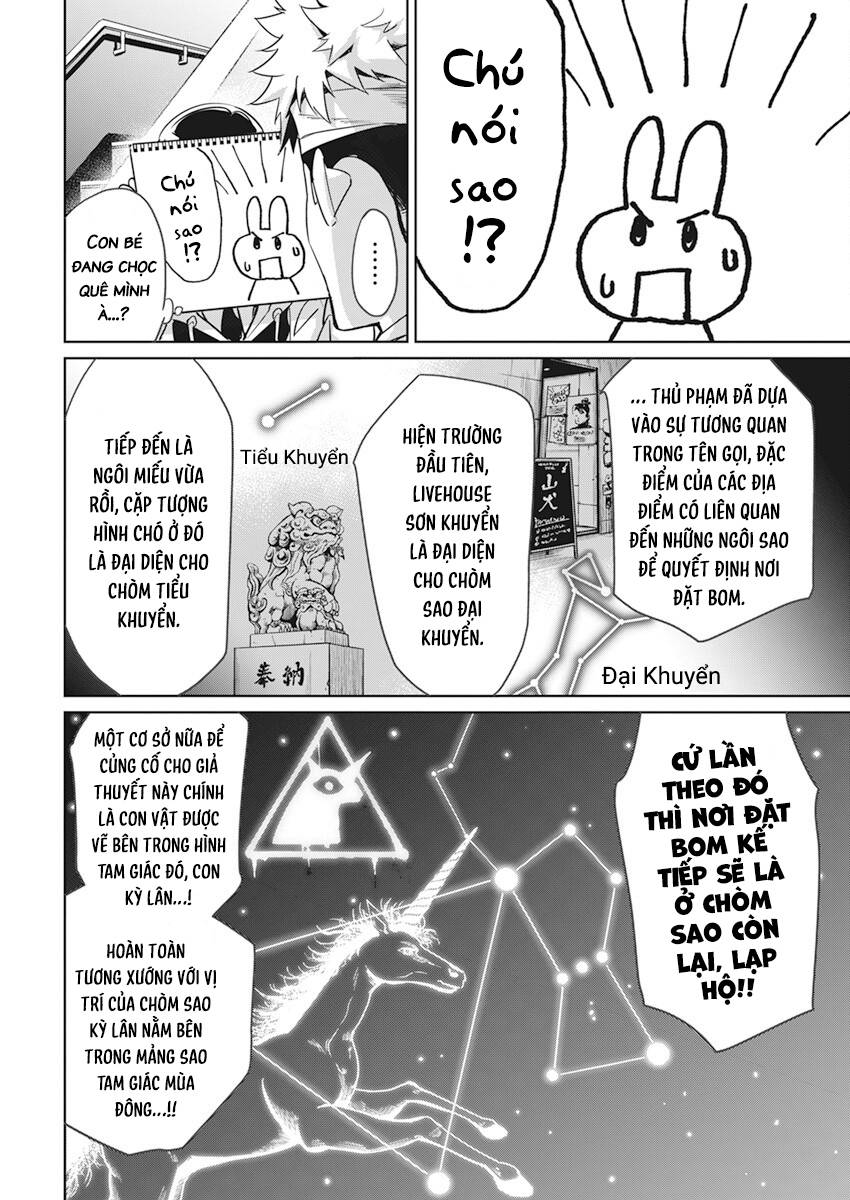 Chú
nói
sao
!?
Chú
nói
sao!?
......
CON BÉ
ĐANG CHỌC
QUÊ MÌNH
À...?
... THỦ PHẠM ĐÃ DỰA
VÀO SỰ TƯƠNG QUAN
TRONG TÊN GỌI, ĐẶC
ĐIỂM CỦA CÁC ĐỊA
ĐIỂM CÓ LIÊN QUAN
ĐẾN NHỮNG NGÔI SAO
ĐỂ QUYẾT ĐỊNH NƠI
ĐẶT BOM.
山犬
Đại Khuyển
HIỆN TRƯỜNG
ĐẦU TIÊN,
LIVEHOUSE
SƠN KHUYỂN
LÀ ĐẠI DIỆN
CHO CHÒM
SAO ĐẠI
KHUYỂN.
Tiểu Khuyển
奉納
TIẾP ĐẾN LÀ
NGÔI MIẾU VỪA
RỒI, CẶP TƯỢNG
HÌNH CHÓ Ở ĐÓ
LÀ ĐẠI DIỆN CHO
CHÒM TIỂU
KHUYỂN.
CỨ LẦN
THEO ĐÓ
THÌ NƠI ĐẶT
BOM KẾ
TIẾP SẼ LÀ
Ở CHÒM
SAO CÒN
LẠI, LẠP
HỘ!!
MỘT CƠ SỞ NỮA ĐỂ
CỦNG CỐ CHO GIẢ
THUYẾT NÀY CHÍNH
LÀ CON VẬT ĐƯỢC
VẼ BÊN TRONG HÌNH
TAM GIÁC ĐÓ, CON
KỲ LÂN...!
HOÀN TOÀN
TƯƠNG XƯỚNG VỚI VỊ
TRÍ CỦA CHÒM SAO
KỲ LÂN NẰM BÊN
TRONG MẢNG SAO
TAM GIÁC MÙA
ĐÔNG...!!